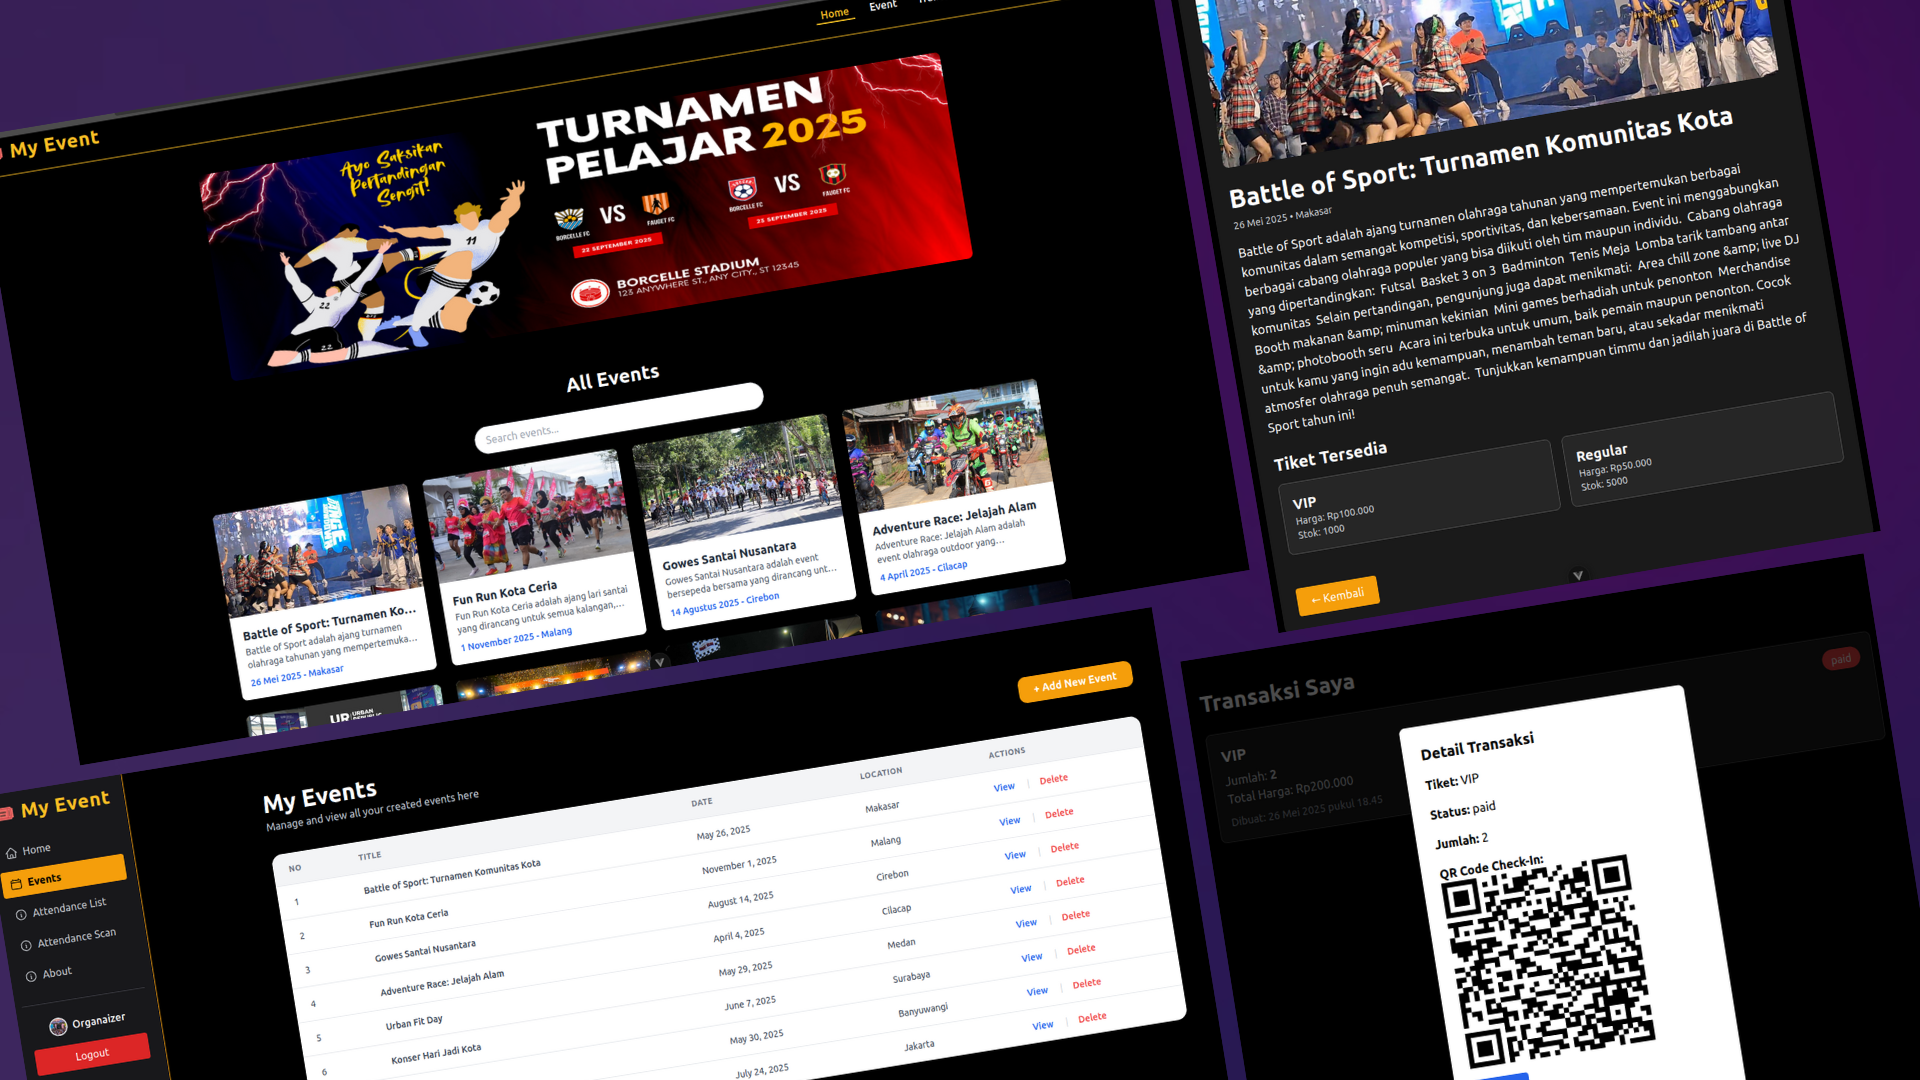 My Event
Home
Event
Ayo Saksikan
Pertandingan
Sengit!
TURNAMEN
PELAJAR 2025
BORCELLE FC
VS
FAUGET FC
22 SEPTEMBER 2025
BORCELLE FC
VS
FAUGET FC
25 SEPTEMBER 2025
BORCELLE STADIUM
123 ANYWHERE ST., ANY CITY., ST 12345
All Events
Search events...
Battle of Sport: Turnamen Ko...
Battle of Sport adalah ajang turnamen
olahraga tahunan yang mempertemuka...
26 Mei 2025 - Makasar
Fun Run Kota Ceria
Fun Run Kota Ceria adalah ajang lari santai
yang dirancang untuk semua kalangan,...
1 November 2025 - Malang
Gowes Santai Nusantara
Gowes Santai Nusantara adalah event
bersepeda bersama yang dirancang unt...
14 Agustus 2025 - Cirebon
Adventure Race: Jelajah Alam
Adventure Race: Jelajah Alam adalah
event olahraga outdoor yang...
4 April 2025 - Cilacap
UR URBAN
Battle of Sport: Turnamen Komunitas Kota
26 Mei 2025 • Makasar
Battle of Sport adalah ajang turnamen olahraga tahunan yang mempertemukan berbagai
komunitas dalam semangat kompetisi, sportivitas, dan kebersamaan. Event ini menggabungkan
berbagai cabang olahraga populer yang bisa diikuti oleh tim maupun individu. Cabang olahraga
yang dipertandingkan: Futsal Basket 3 on 3 Badminton Tenis Meja Lomba tarik tambang antar
komunitas Selain pertandingan, pengunjung juga dapat menikmati: Area chill zone &amp; live DJ
Booth makanan &amp; minuman kekinian Mini games berhadiah untuk penonton Merchandise
&amp; photobooth seru Acara ini terbuka untuk umum, baik pemain maupun penonton. Cocok
untuk kamu yang ingin adu kemampuan, menambah teman baru, atau sekadar menikmati
atmosfer olahraga penuh semangat. Tunjukkan kemampuan timmu dan jadilah juara di Battle of
Sport tahun ini!
Tiket Tersedia
VIP
Harga: Rp100.000
Stok: 1000
Regular
Harga: Rp50.000
Stok: 5000
← Kembali
My Event
Home
Events
Attendance List
Attendance Scan
About
Organaizer
Logout
My Events
Manage and view all your created events here
+ Add New Event
NO TITLE DATE LOCATION ACTIONS
1 Battle of Sport: Turnamen Komunitas Kota May 26, 2025 Makasar View | Delete
2 Fun Run Kota Ceria November 1, 2025 Malang View | Delete
3 Gowes Santai Nusantara August 14, 2025 Cirebon View | Delete
4 Adventure Race: Jelajah Alam April 4, 2025 Cilacap View | Delete
5 Urban Fit Day May 29, 2025 Medan View | Delete
6 Konser Hari Jadi Kota June 7, 2025 Surabaya View | Delete
May 30, 2025 Banyuwangi View | Delete
July 24, 2025 Jakarta View | Delete
Transaksi Saya
paid
VIP
Jumlah: 2
Total Harga: Rp200.000
Dibuat: 26 Mei 2025 pukul 18.45
Detail Transaksi
Tiket: VIP
Status: paid
Jumlah: 2
QR Code Check-In: